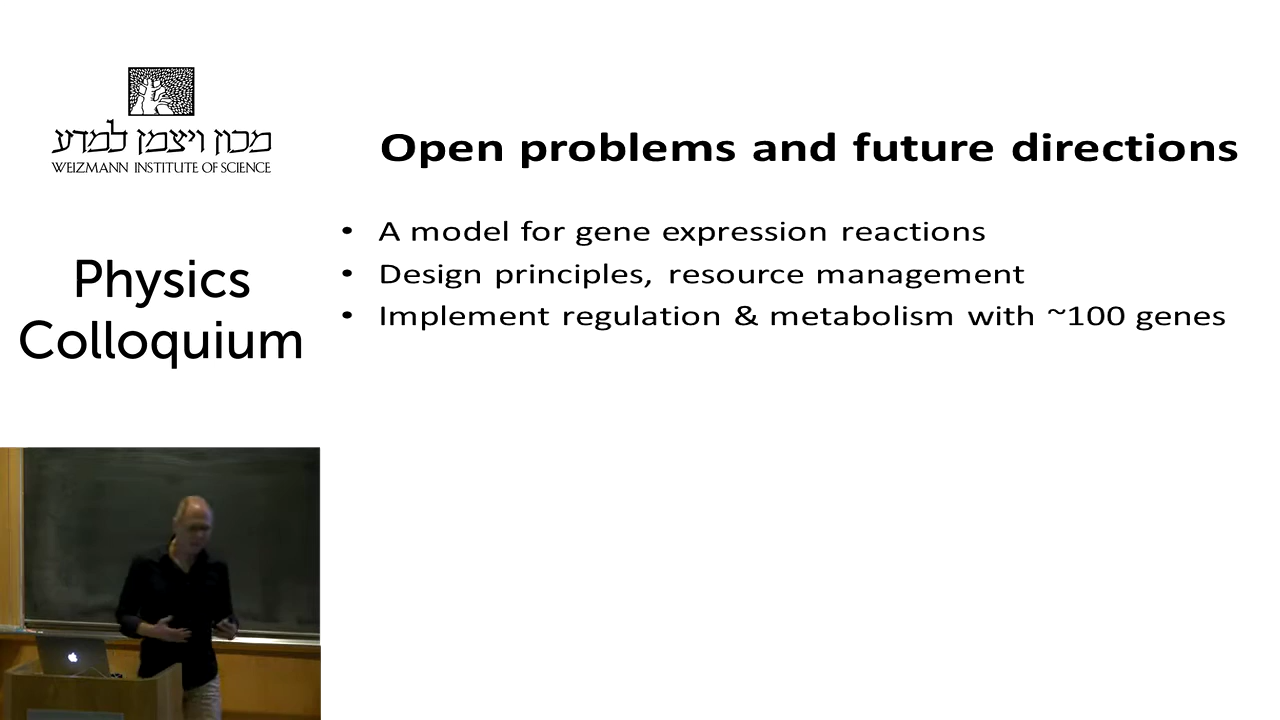 מכון ויצמן למדע
WEIZMANN INSTITUTE OF SCIENCE
Physics
Colloquium
Open problems and future directions
• A model for gene expression reactions
• Design principles, resource management
• Implement regulation & metabolism with ~100 genes